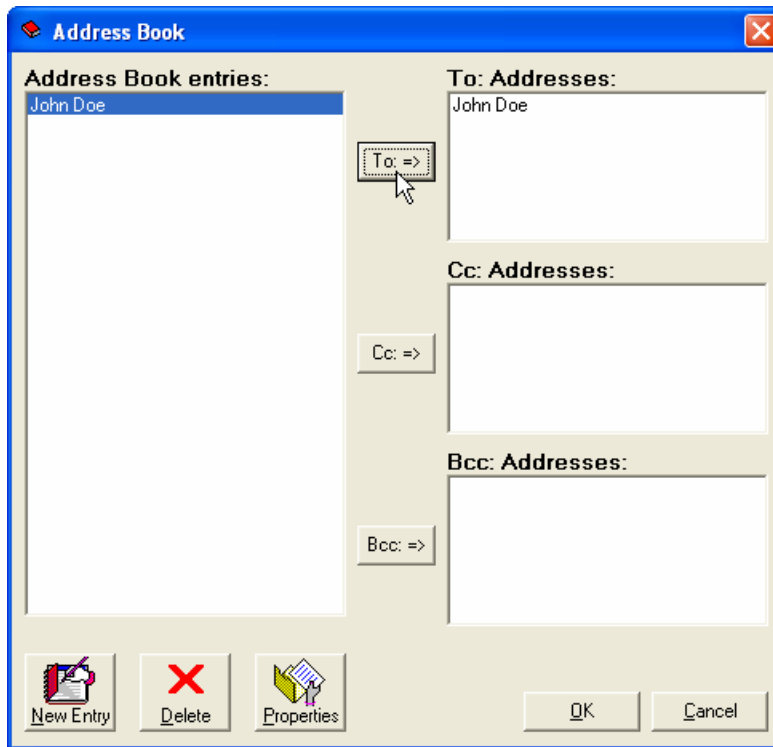 Address Book
Address Book entries:
John Doe
To: =>
To: Addresses:
John Doe
Cc: =>
Cc: Addresses:
Bcc: =>
Bcc: Addresses:
New Entry
Delete
Properties
OK
Cancel